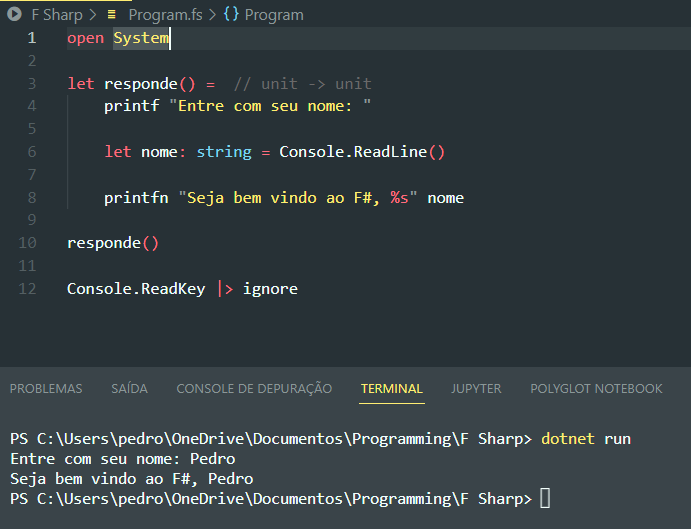 F Sharp > Program.fs > {} Program
1 open System
2
3 let responde() =  // unit -> unit
4     printf "Entre com seu nome: "
5
6     let nome: string = Console.ReadLine()
7
8     printfn "Seja bem vindo ao F#, %s" nome
9
10 responde()
11
12 Console.ReadKey |> ignore
PROBLEMAS SAÍDA CONSOLE DE DEPURAÇÃO TERMINAL JUPYTER POLYGLOT NOTEBOOK
PS C:\Users\pedro\OneDrive\Documentos\Programming\F Sharp> dotnet run
Entre com seu nome: Pedro
Seja bem vindo ao F#, Pedro
PS C:\Users\pedro\OneDrive\Documentos\Programming\F Sharp>